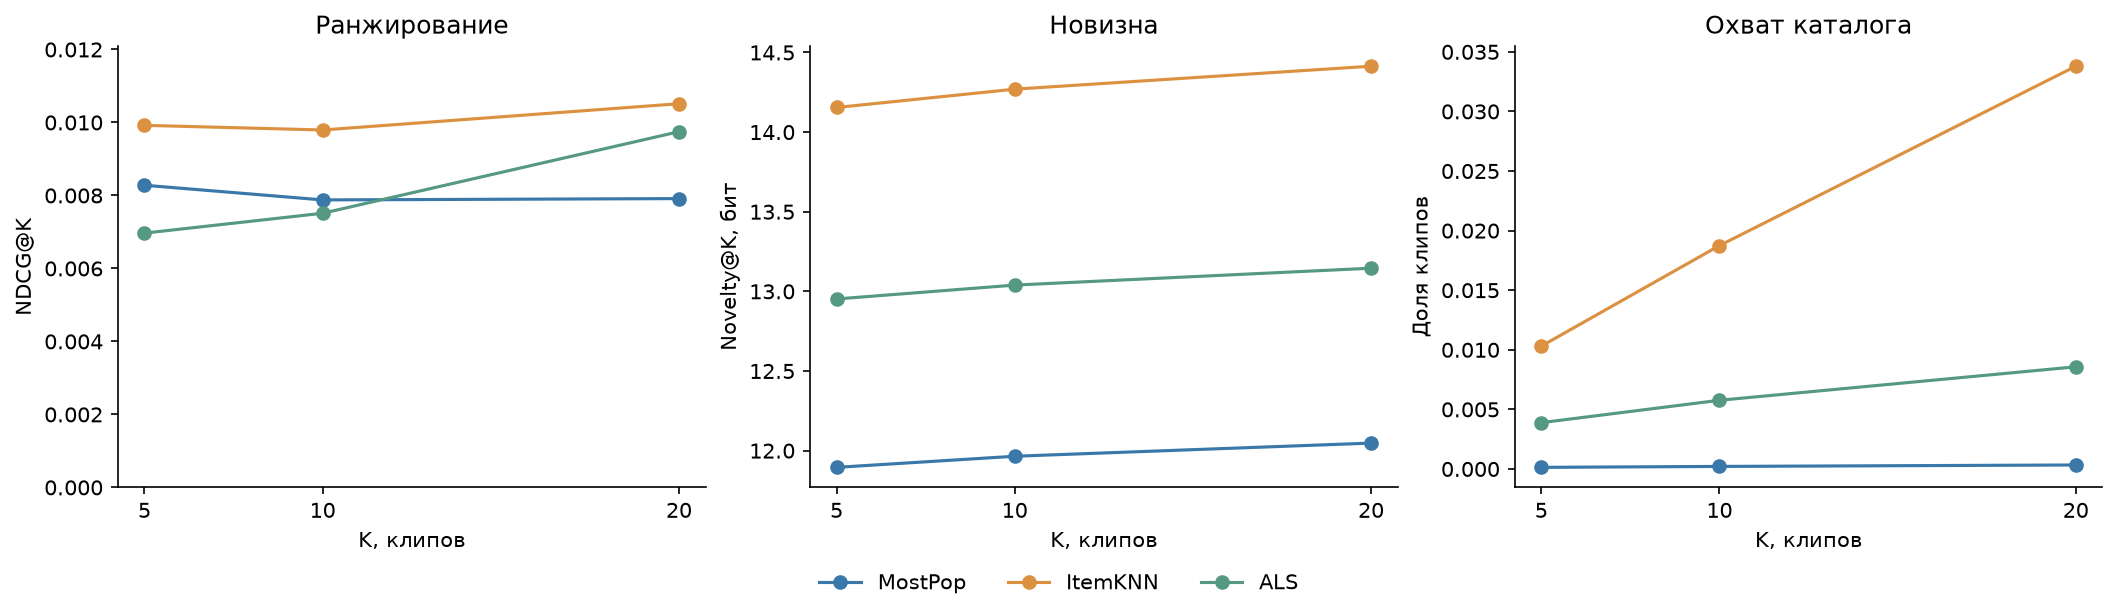 Ранжирование
0.012
0.010
0.008
0.006
0.004
0.002
0.000
NDCG@K
5 10 20
K, клипов
Новизна
14.5
14.0
13.5
13.0
12.5
12.0
Novelty@K, бит
5 10 20
K, клипов
Охват каталога
0.035
0.030
0.025
0.020
0.015
0.010
0.005
0.000
Доля клипов
5 10 20
K, клипов
MostPop ItemKNN ALS